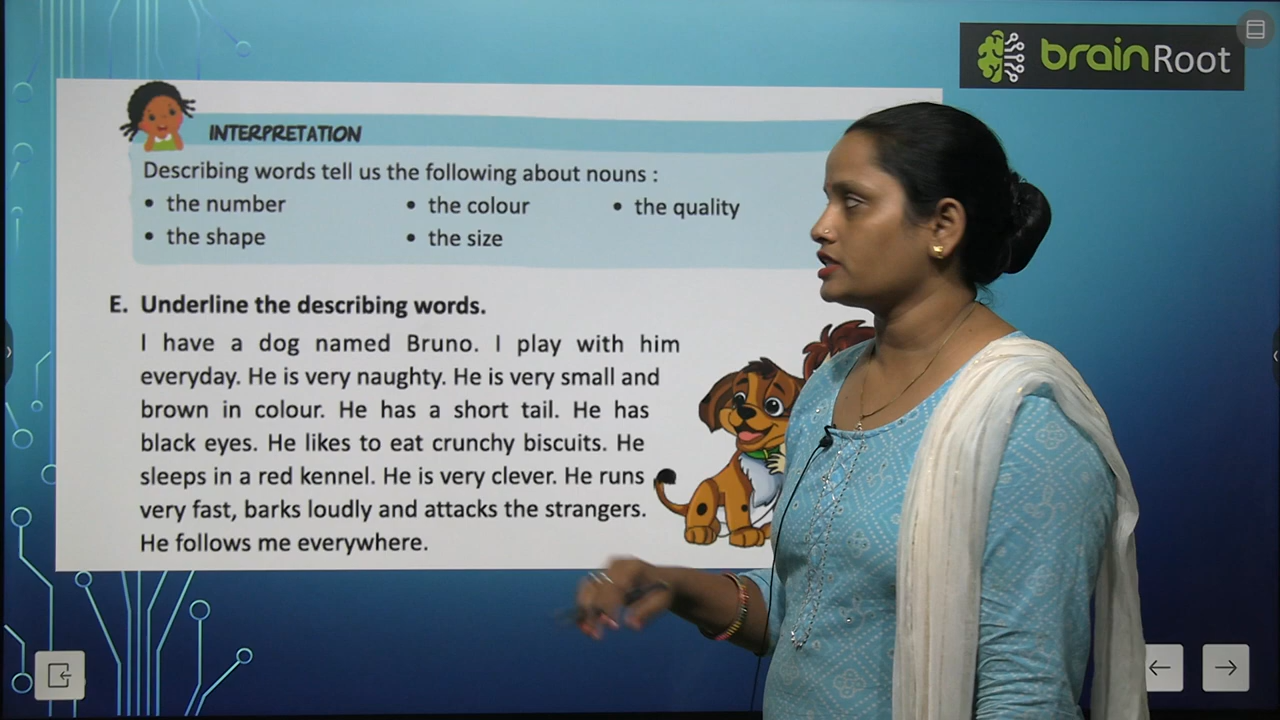 brainRoot
INTERPRETATION
Describing words tell us the following about nouns :
• the number • the colour • the quality
• the shape • the size
E. Underline the describing words.
I have a dog named Bruno. I play with him
everyday. He is very naughty. He is very small and
brown in colour. He has a short tail. He has
black eyes. He likes to eat crunchy biscuits. He
sleeps in a red kennel. He is very clever. He runs
very fast, barks loudly and attacks the strangers.
He follows me everywhere.